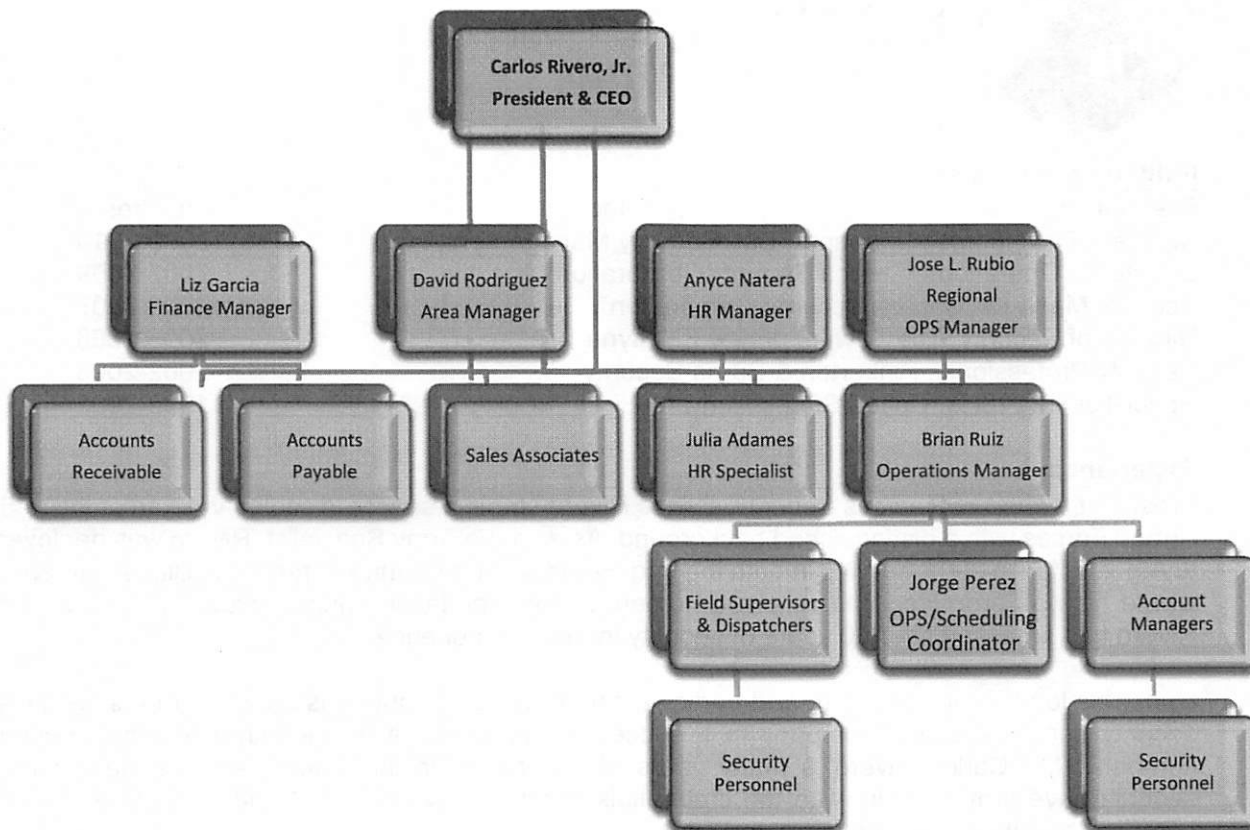 Carlos Rivero, Jr.
President & CEO
Liz Garcia
Finance Manager
David Rodriguez
Area Manager
Anyce Natera
HR Manager
Jose L. Rubio
Regional
OPS Manager
Accounts
Receivable
Accounts
Payable
Sales Associates
Julia Adames
HR Specialist
Brian Ruiz
Operations Manager
Field Supervisors
& Dispatchers
Jorge Perez
OPS/Scheduling
Coordinator
Account
Managers
Security
Personnel
Security
Personnel